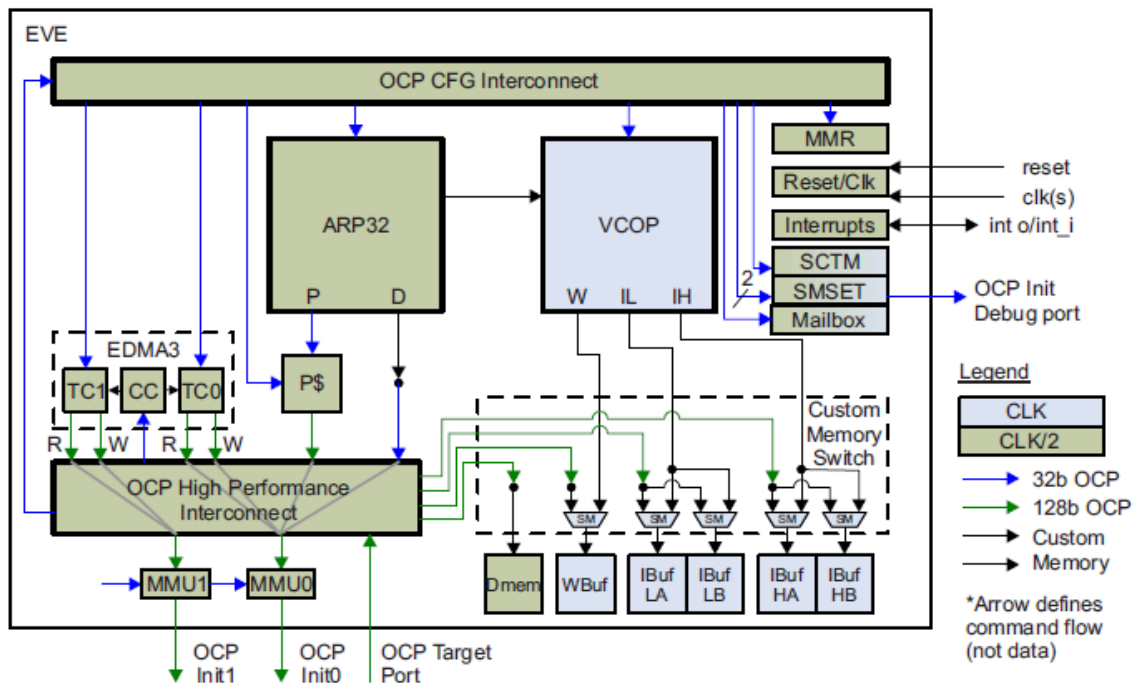 EVE
OCP CFG Interconnect
MMR
reset
Reset/Clk
clk(s)
ARP32
VCOP
Interrupts
int o/int_i
SCTM
2
P D
W IL IH
SMSET
OCP Init
Debug port
Mailbox
EDMA3
TC1 CC TC0
P$
Legend
CLK
CLK/2
R W R W
Custom
Memory
Switch
OCP High Performance
Interconnect
32b OCP
128b OCP
Custom
Memory
SM SM SM SM SM
MMU1 MMU0
Dmem
WBuf
IBuf
LA
IBuf
LB
IBuf
HA
IBuf
HB
*Arrow defines
command flow
(not data)
OCP
Init1
OCP
Init0
OCP Target
Port